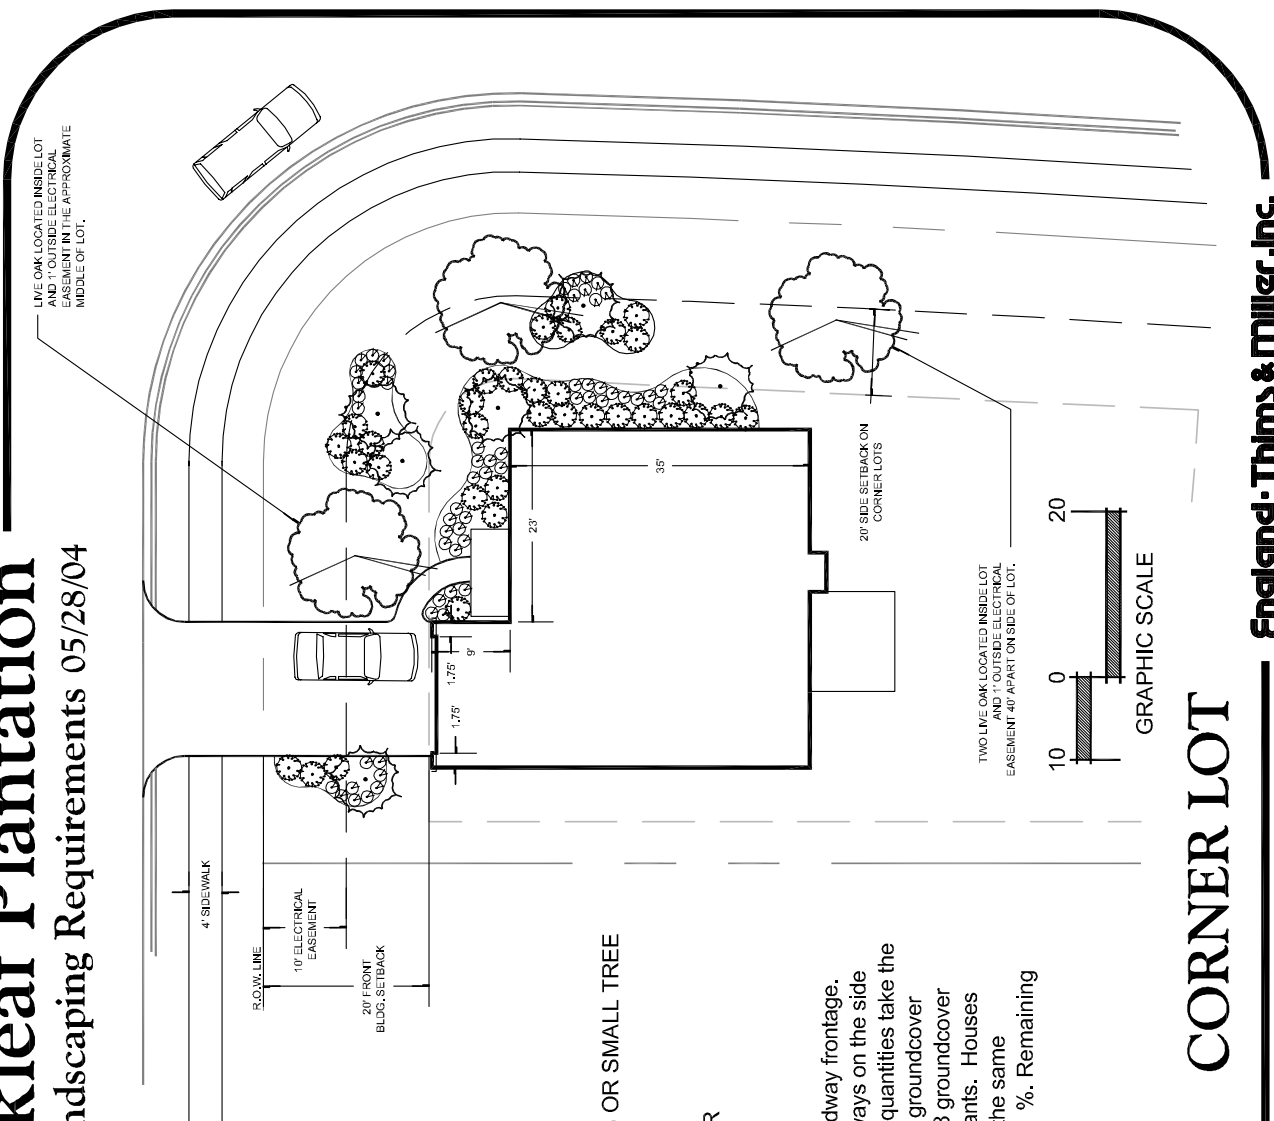 Plantation
Requirements 05/28/04
LIVE OAK LOCATED INSIDE LOT
AND 1' OUTSIDE ELECTRICAL
EASEMENT IN THE APPROXIMATE
MIDDLE OF LOT.
4' SIDEWALK
R.O.W. LINE
10' ELECTRICAL
EASEMENT
20' FRONT
BLDG. SETBACK
1.75'
1.75'
9'
23'
35'
20' SIDE SETBACK ON
CORNER LOTS
TWO LIVE OAK LOCATED INSIDE LOT
AND 1' OUTSIDE ELECTRICAL
EASEMENT 40' APART ON SIDE OF LOT.
OR SMALL TREE
R
dway frontage.
ays on the side
quantities take the
groundcover
3 groundcover
ants. Houses
he same
%. Remaining
10 0 20
GRAPHIC SCALE
CORNER LOT
England-Thims & Miller, Inc.